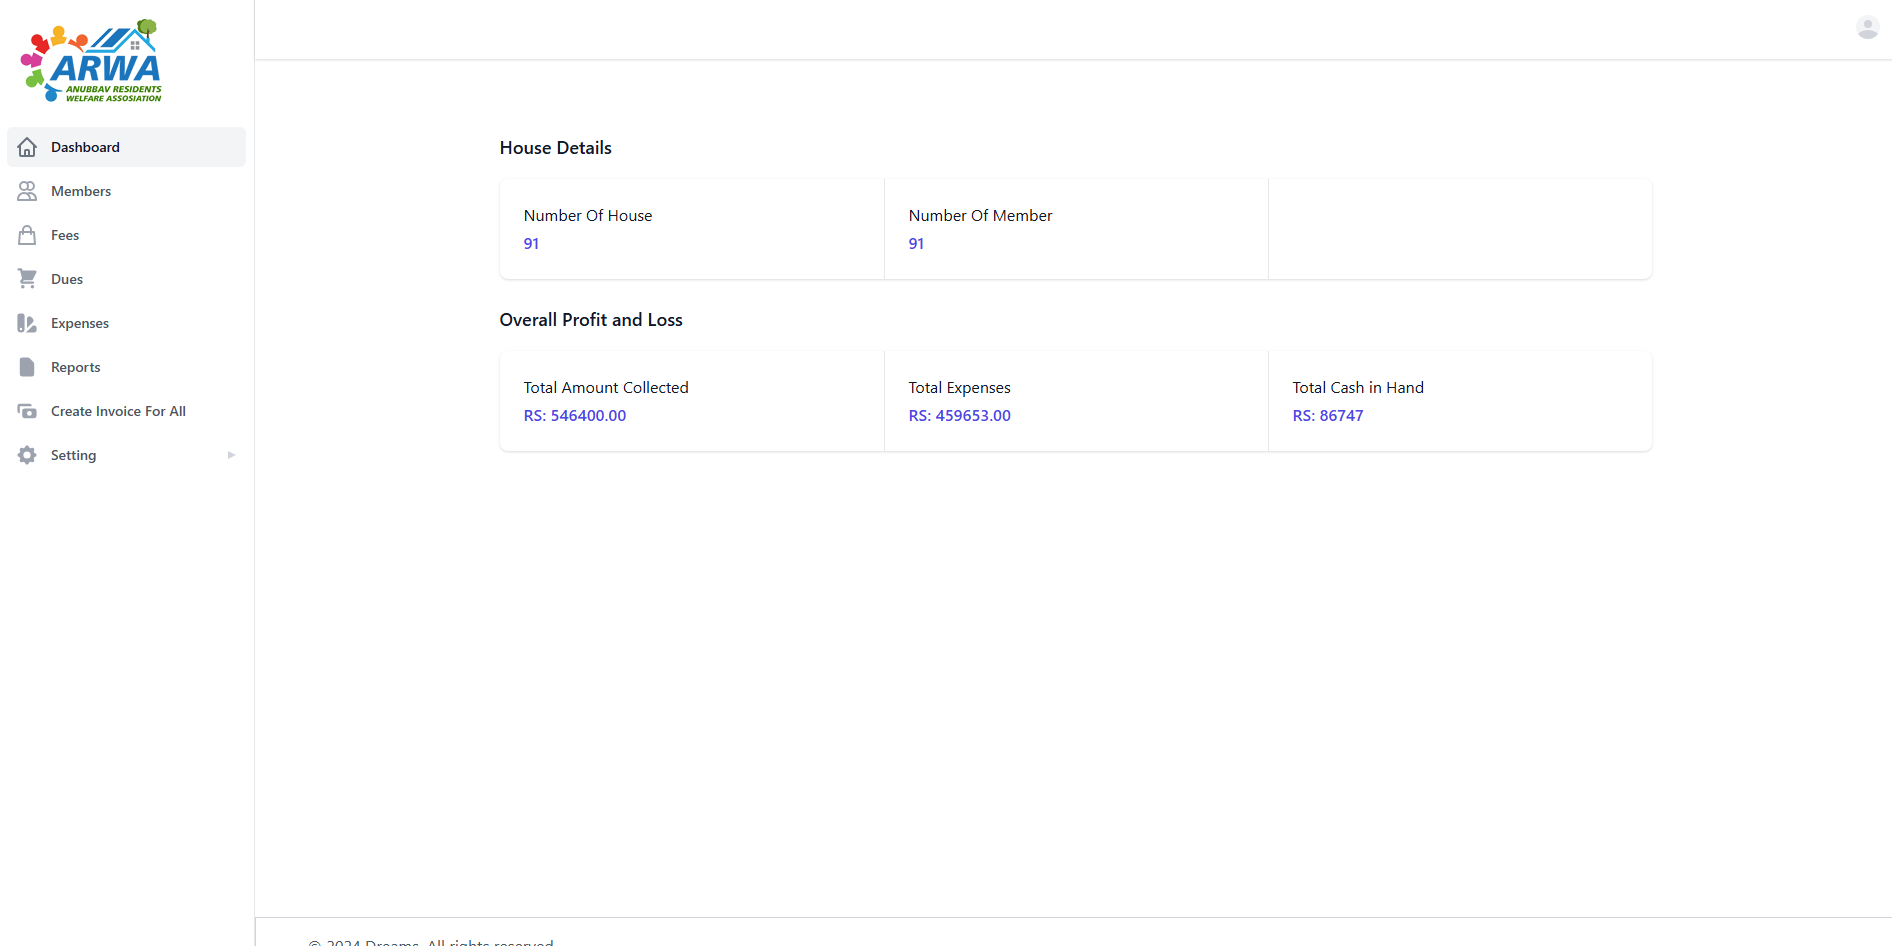 ARWA
ANUBBAV RESIDENTS
WELFARE ASSOSIATION
Dashboard
Members
Fees
Dues
Expenses
Reports
Create Invoice For All
Setting
House Details
Number Of House
91
Number Of Member
91
Overall Profit and Loss
Total Amount Collected
RS: 546400.00
Total Expenses
RS: 459653.00
Total Cash in Hand
RS: 86747
© 2024 Dreams. All rights reserved